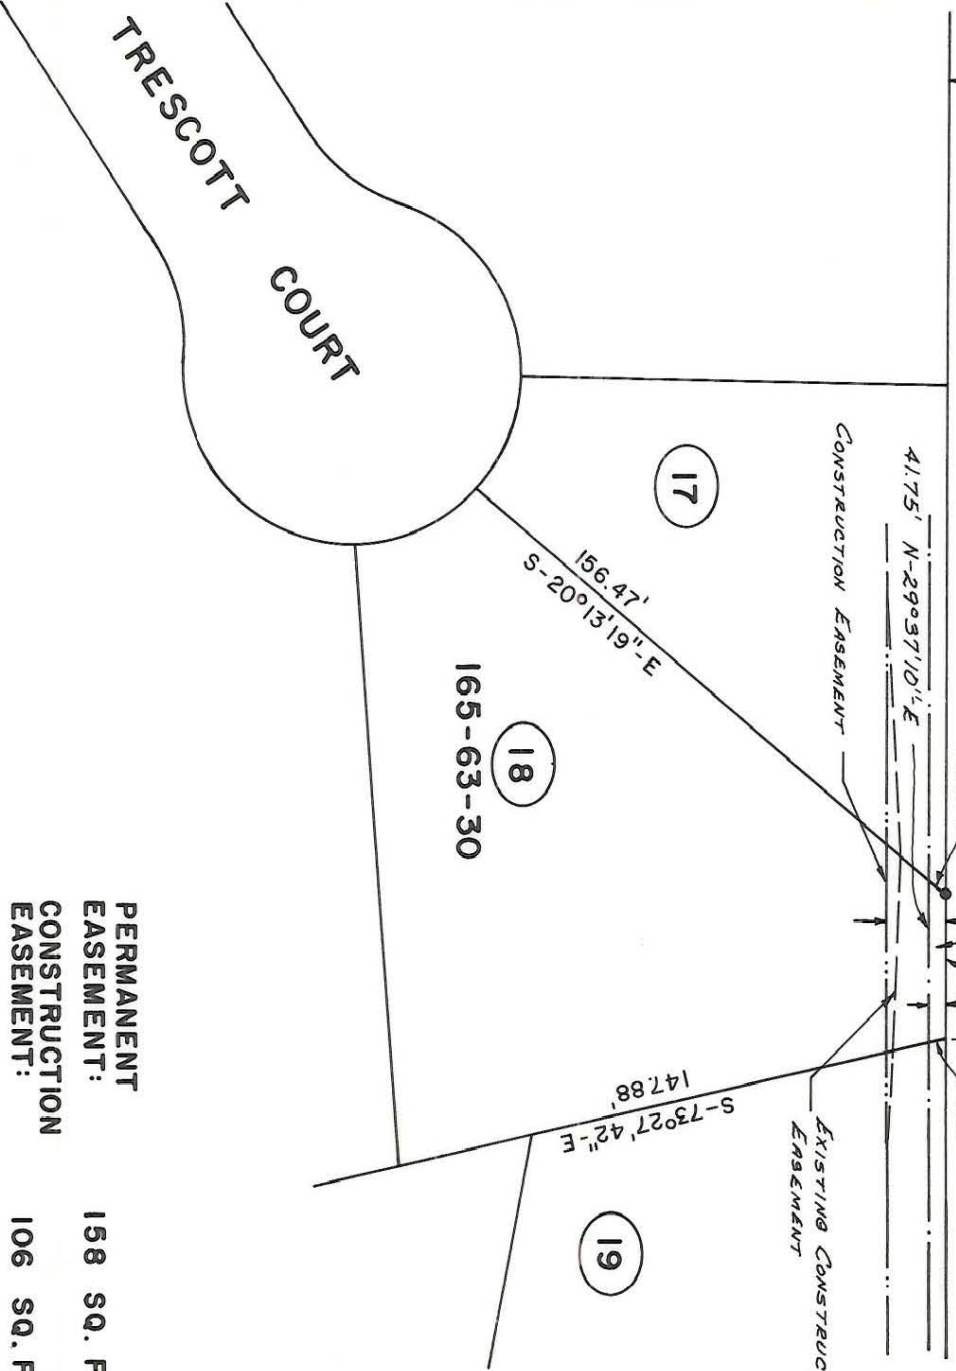 TRESCOTT
COURT
41.75' N-29°37'10"-E
CONSTRUCTION EASEMENT
17
156.47'
S-20°13'19"-E
18
165-63-30
147.88'
S-73°27'42"-E
EXISTING CONSTRUC
EASEMENT
19
PERMANENT
EASEMENT: 158 SQ. F
CONSTRUCTION
EASEMENT: 106 SQ. F